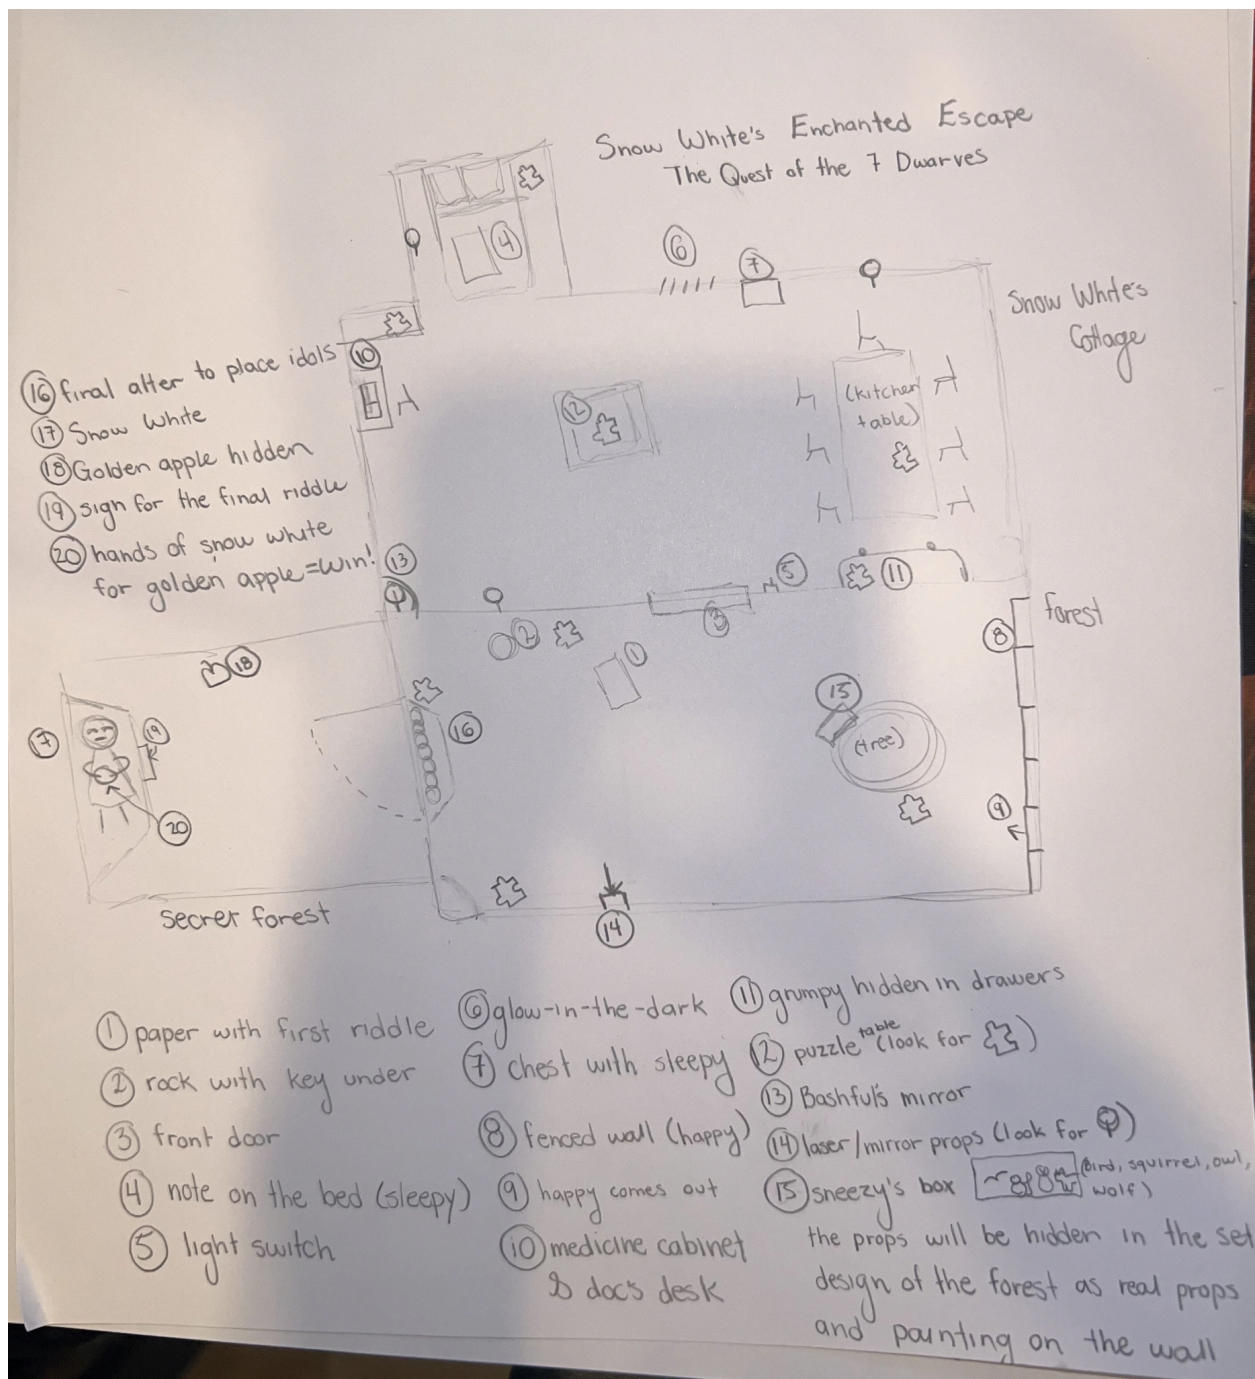 Snow White's Enchanted Escape
The Quest of the 7 Dwarves
4
6
7
Snow White's
Cottage
10
12
(kitchen
table)
16 final alter to place idols
17 Snow White
18 Golden apple hidden
19 sign for the final riddle
20 hands of snow white
for golden apple = win!
13
5
11
3
2
1
8
forest
18
15
(tree)
16
17
19
20
9
14
secret forest
1 paper with first riddle
2 rock with key under
3 front door
4 note on the bed (sleepy)
5 light switch
6 glow-in-the-dark
7 chest with sleepy
8 fenced wall (happy)
9 happy comes out
10 medicine cabinet
& doc's desk
11 grumpy hidden in drawers
12 puzzle table (look for )
13 Bashful's mirror
14 laser/mirror props (look for )
15 sneezy's box (bird, squirrel, owl,
wolf)
the props will be hidden in the set
design of the forest as real props
and painting on the wall